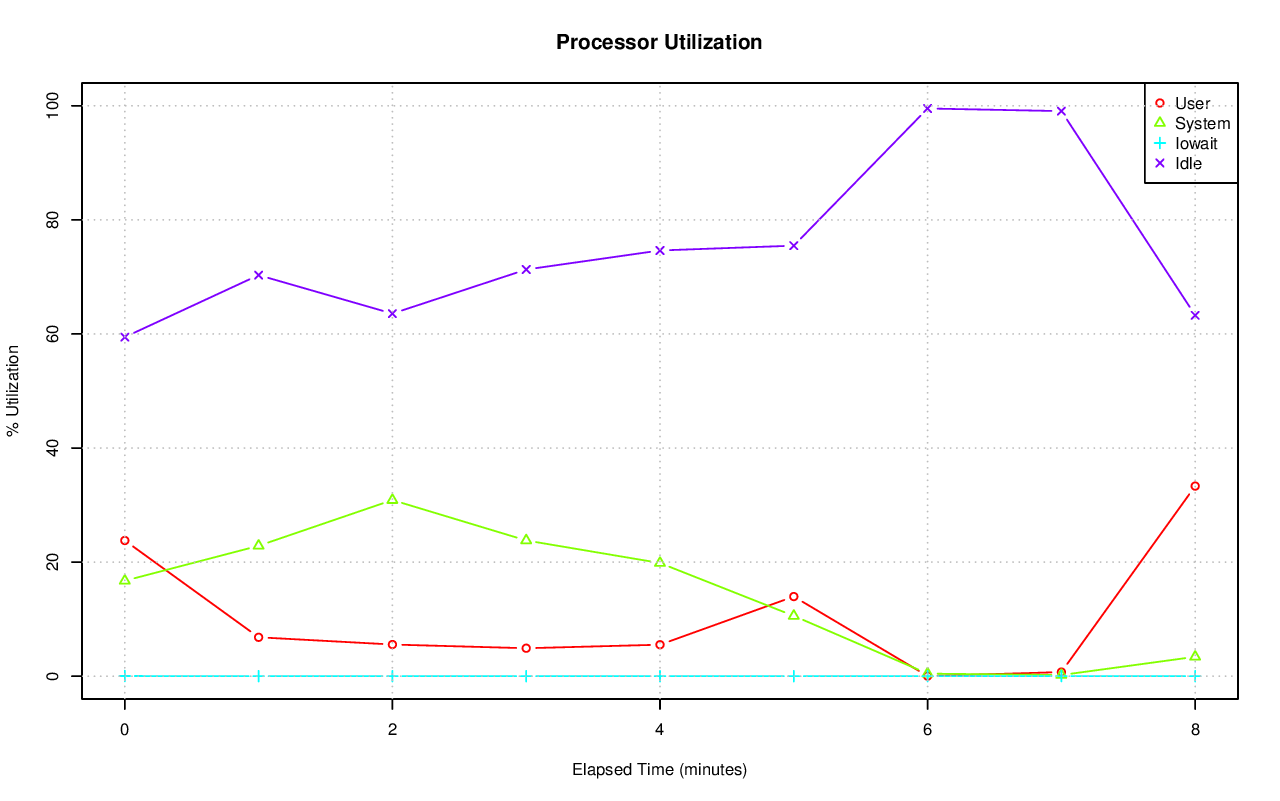 Processor Utilization
User
System
Iowait
Idle
100
80
60
40
20
0
% Utilization
0 2 4 6 8
Elapsed Time (minutes)